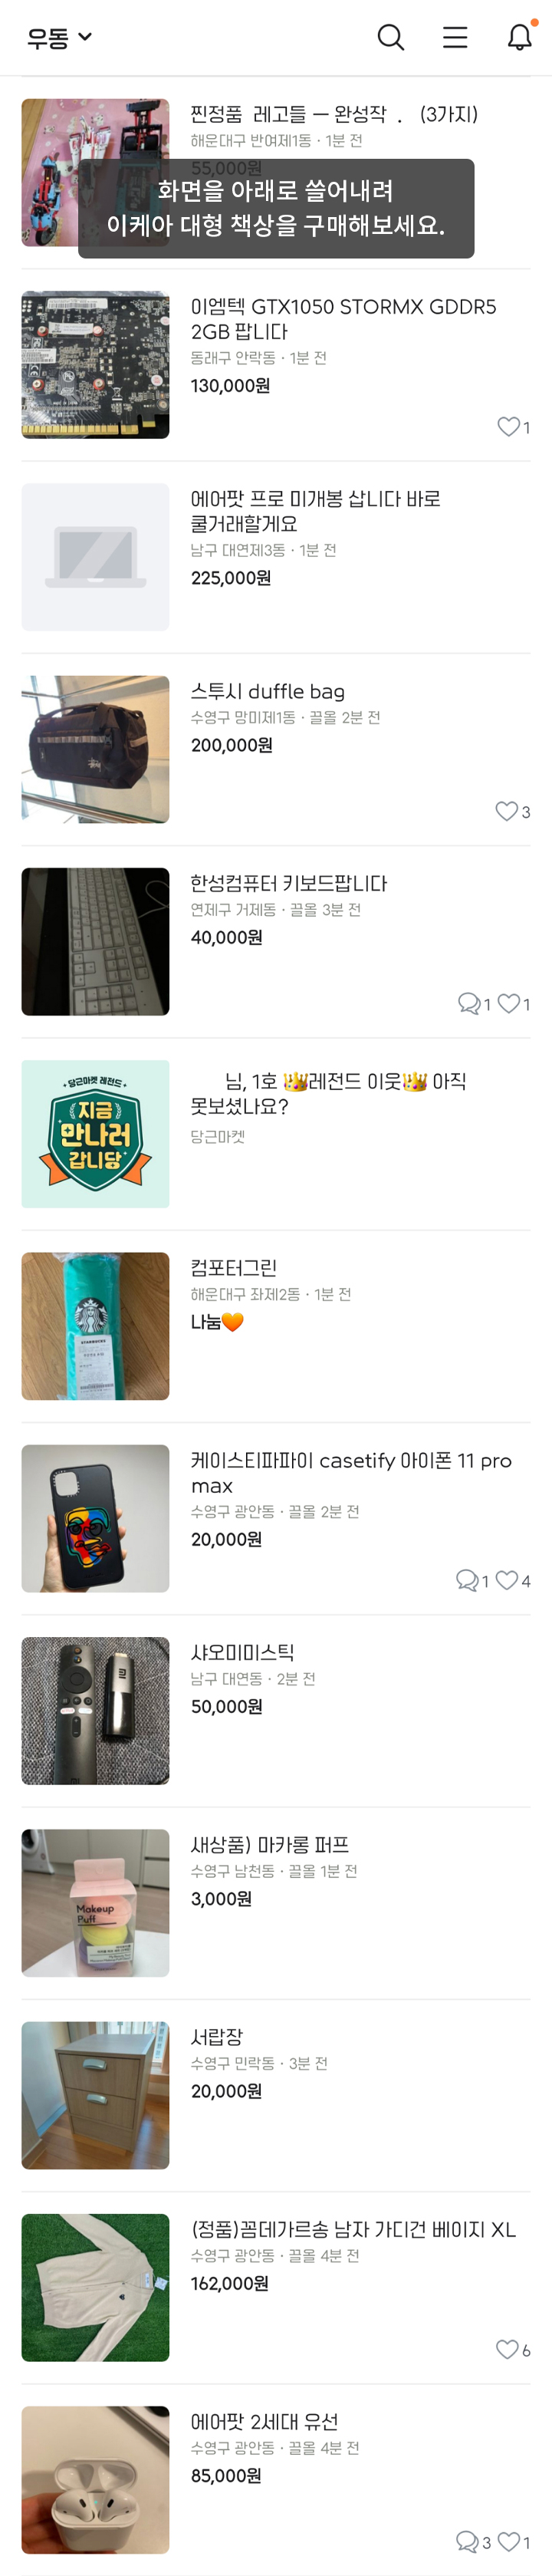 우동
찐정품 레고들 — 완성작 . (3가지)
해운대구 반여제1동 · 1분 전
55,000원
화면을 아래로 쓸어내려
이케아 대형 책상을 구매해보세요.
이엠텍 GTX1050 STORMX GDDR5
2GB 팝니다
동래구 안락동 · 1분 전
130,000원
1
에어팟 프로 미개봉 삽니다 바로
쿨거래할게요
남구 대연제3동 · 1분 전
225,000원
스투시 duffle bag
수영구 망미제1동 · 끌올 2분 전
200,000원
3
한성컴퓨터 키보드팝니다
연제구 거제동 · 끌올 3분 전
40,000원
1 1
당근마켓 레전드
지금
만나러
갑니당
님, 1호 👑레전드 이웃👑 아직
못보셨나요?
당근마켓
컴포터그린
해운대구 좌제2동 · 1분 전
나눔🧡
케이스티파파이 casetify 아이폰 11 pro
max
수영구 광안동 · 끌올 2분 전
20,000원
1 4
샤오미미스틱
남구 대연동 · 2분 전
50,000원
Makeup
Puff
새상품) 마카롱 퍼프
수영구 남천동 · 끌올 1분 전
3,000원
서랍장
수영구 민락동 · 3분 전
20,000원
(정품)꼼데가르송 남자 가디건 베이지 XL
수영구 광안동 · 끌올 4분 전
162,000원
6
에어팟 2세대 유선
수영구 광안동 · 끌올 4분 전
85,000원
3 1